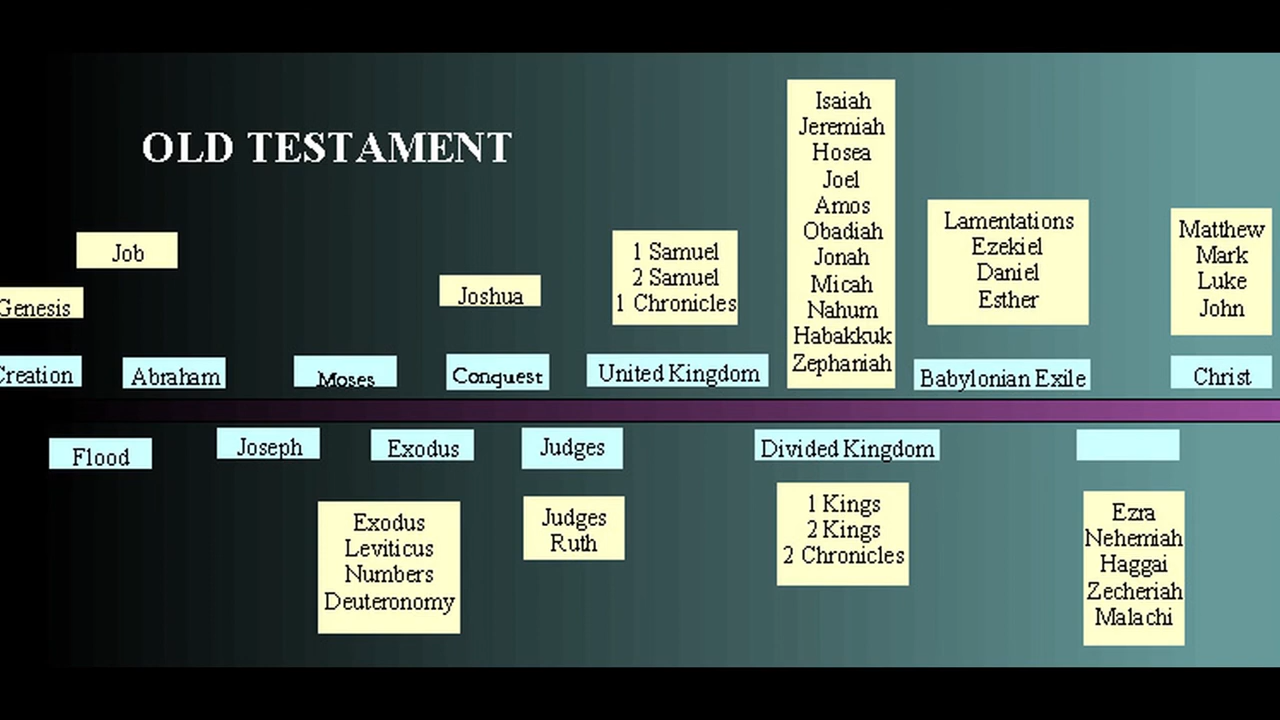 OLD TESTAMENT
Job
Genesis
Joshua
1 Samuel
2 Samuel
1 Chronicles
Isaiah
Jeremiah
Hosea
Joel
Amos
Obadiah
Jonah
Micah
Nahum
Habakkuk
Zephaniah
Lamentations
Ezekiel
Daniel
Esther
Matthew
Mark
Luke
John
Creation
Abraham
Moses
Conquest
United Kingdom
Babylonian Exile
Christ
Flood
Joseph
Exodus
Judges
Divided Kingdom
Exodus
Leviticus
Numbers
Deuteronomy
Judges
Ruth
1 Kings
2 Kings
2 Chronicles
Ezra
Nehemiah
Haggai
Zecheriah
Malachi